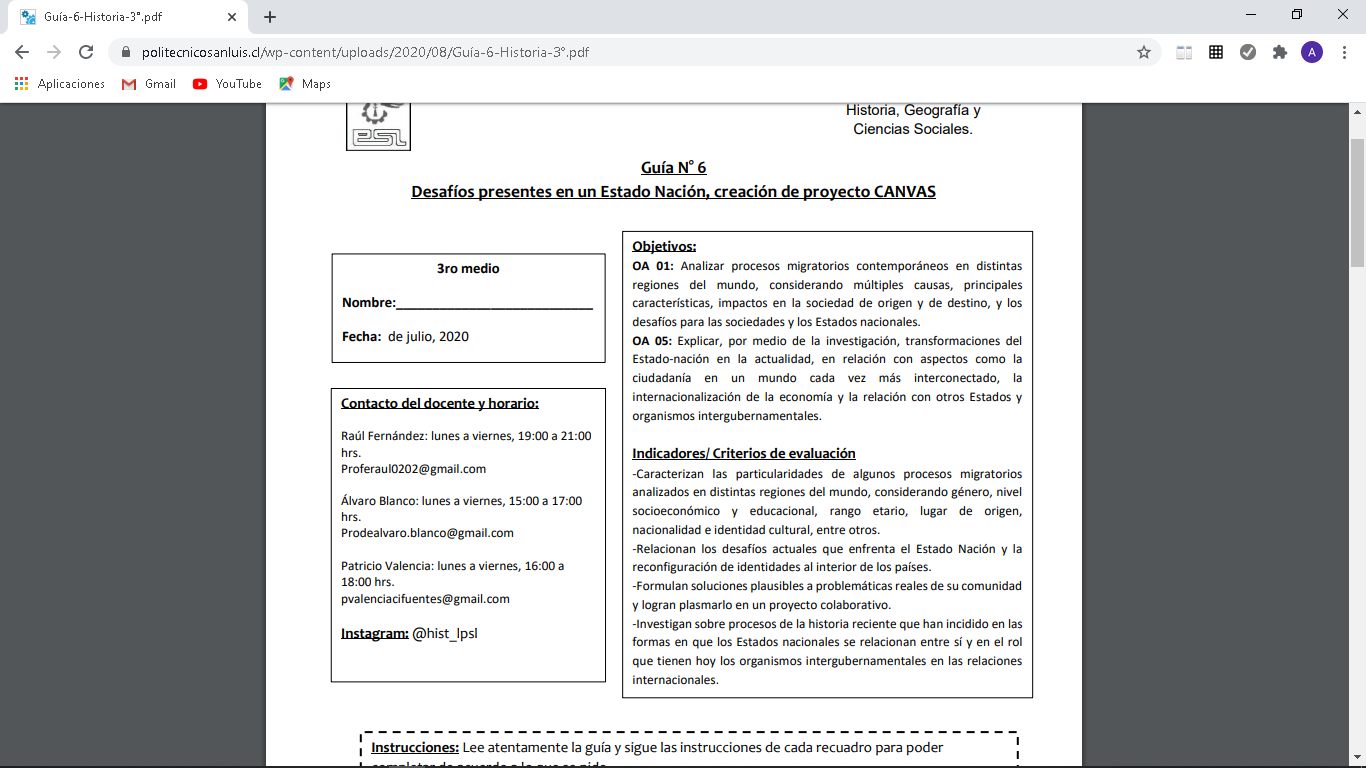 Guía-6-Historia-3°.pdf
politecnicosanluis.cl/wp-content/uploads/2020/08/Guía-6-Historia-3°.pdf
A
Aplicaciones
Gmail
YouTube
Maps
PSL
Historia, Geografía y
Ciencias Sociales.
Guía N° 6
Desafíos presentes en un Estado Nación, creación de proyecto CANVAS
3ro medio
Nombre:___________________________
Fecha: de julio, 2020
Contacto del docente y horario:
Raúl Fernández: lunes a viernes, 19:00 a 21:00
hrs.
Proferaul0202@gmail.com
Álvaro Blanco: lunes a viernes, 15:00 a 17:00
hrs.
Prodealvaro.blanco@gmail.com
Patricio Valencia: lunes a viernes, 16:00 a
18:00 hrs.
pvalenciacifuentes@gmail.com
Instagram: @hist_lpsl
Objetivos:
OA 01: Analizar procesos migratorios contemporáneos en distintas
regiones del mundo, considerando múltiples causas, principales
características, impactos en la sociedad de origen y de destino, y los
desafíos para las sociedades y los Estados nacionales.
OA 05: Explicar, por medio de la investigación, transformaciones del
Estado-nación en la actualidad, en relación con aspectos como la
ciudadanía en un mundo cada vez más interconectado, la
internacionalización de la economía y la relación con otros Estados y
organismos intergubernamentales.
Indicadores/ Criterios de evaluación
-Caracterizan las particularidades de algunos procesos migratorios
analizados en distintas regiones del mundo, considerando género, nivel
socioeconómico y educacional, rango etario, lugar de origen,
nacionalidad e identidad cultural, entre otros.
-Relacionan los desafíos actuales que enfrenta el Estado Nación y la
reconfiguración de identidades al interior de los países.
-Formulan soluciones plausibles a problemáticas reales de su comunidad
y logran plasmarlo en un proyecto colaborativo.
-Investigan sobre procesos de la historia reciente que han incidido en las
formas en que los Estados nacionales se relacionan entre sí y en el rol
que tienen hoy los organismos intergubernamentales en las relaciones
internacionales.
Instrucciones: Lee atentamente la guía y sigue las instrucciones de cada recuadro para poder
completar de acuerdo a lo que se pide